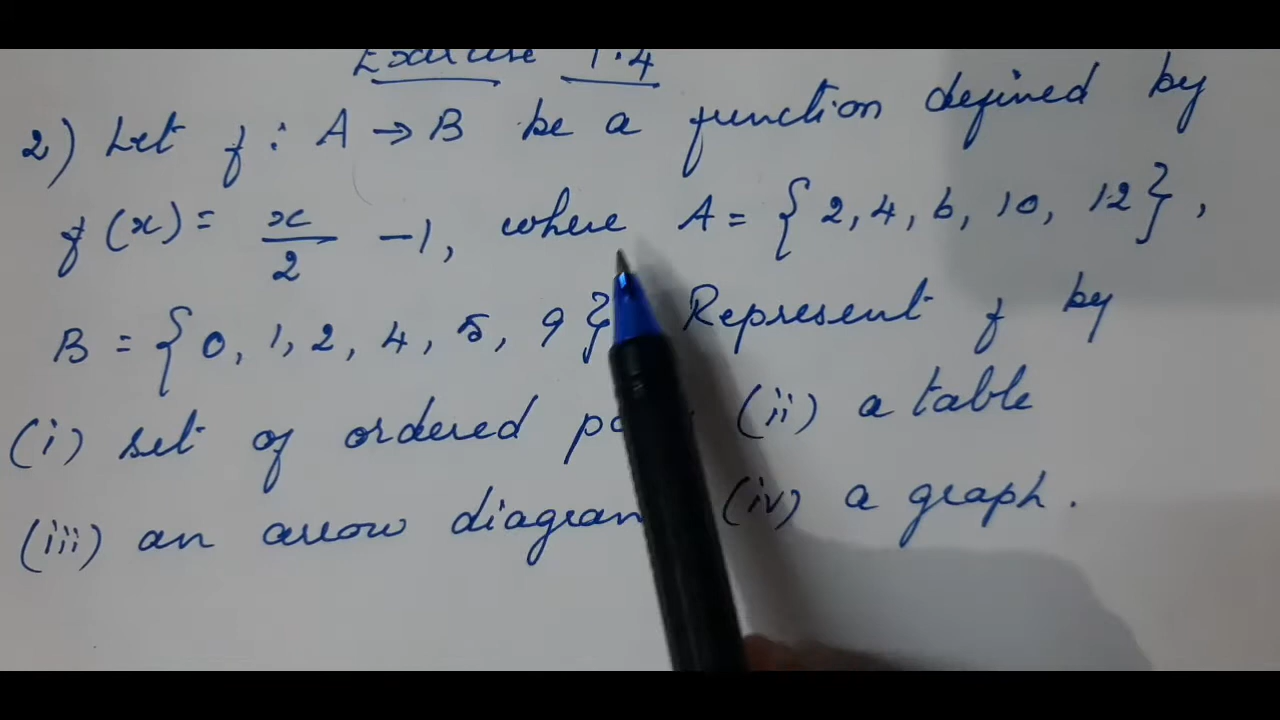 Exercise 1.4
2) Let f : A → B be a function defined by
f(x) = x/2 -1, where A = { 2, 4, 6, 10, 12 },
B = { 0, 1, 2, 4, 5, 9 } Represent f by
(i) set of ordered (ii) a table
(iii) an arrow diagram (iv) a graph.